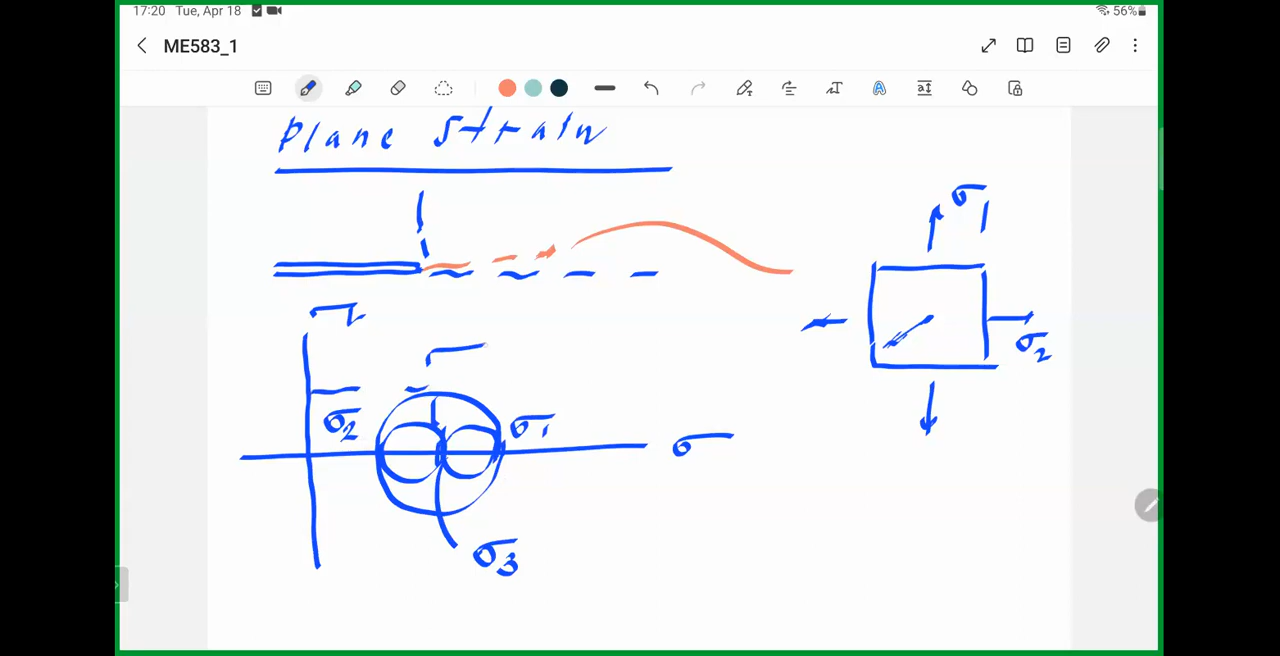 17:20 Tue, Apr 18
56%
ME583_1
Plane Strain
σ1
τ
σ2
σ2
σ1
σ
σ3